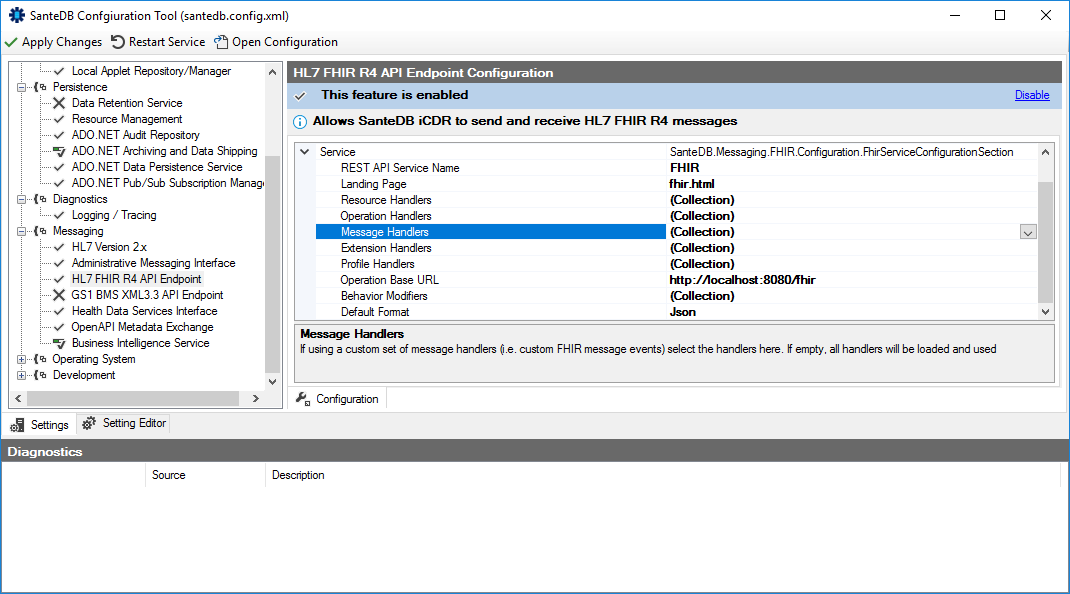 SanteDB Confgiuration Tool (santedb.config.xml)
Apply Changes Restart Service Open Configuration
Local Applet Repository/Manager
Persistence
Data Retention Service
Resource Management
ADO.NET Audit Repository
ADO.NET Archiving and Data Shipping
ADO.NET Data Persistence Service
ADO.NET Pub/Sub Subscription Manag
Diagnostics
Logging / Tracing
Messaging
HL7 Version 2.x
Administrative Messaging Interface
HL7 FHIR R4 API Endpoint
GS1 BMS XML3.3 API Endpoint
Health Data Services Interface
OpenAPI Metadata Exchange
Business Intelligence Service
Operating System
Development
HL7 FHIR R4 API Endpoint Configuration
This feature is enabled Disable
Allows SanteDB iCDR to send and receive HL7 FHIR R4 messages
Service SanteDB.Messaging.FHIR.Configuration.FhirServiceConfigurationSection
REST API Service Name FHIR
Landing Page fhir.html
Resource Handlers (Collection)
Operation Handlers (Collection)
Message Handlers (Collection)
Extension Handlers (Collection)
Profile Handlers (Collection)
Operation Base URL http://localhost:8080/fhir
Behavior Modifiers (Collection)
Default Format Json
Message Handlers
If using a custom set of message handlers (i.e. custom FHIR message events) select the handlers here. If empty, all handlers will be loaded and used
Configuration
Settings Setting Editor
Diagnostics
Source Description